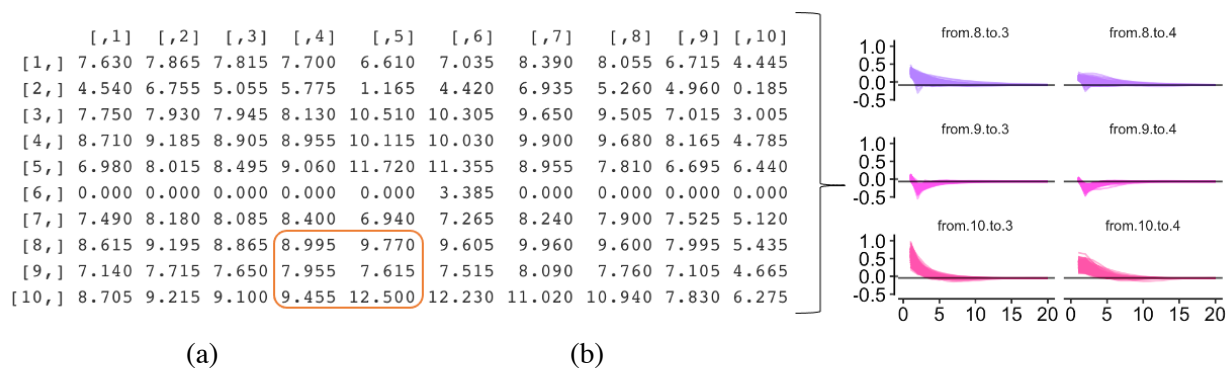 [,1] [,2] [,3] [,4] [,5] [,6] [,7] [,8] [,9] [,10]
[1,] 7.630 7.865 7.815 7.700 6.610 7.035 8.390 8.055 6.715 4.445
[2,] 4.540 6.755 5.055 5.775 1.165 4.420 6.935 5.260 4.960 0.185
[3,] 7.750 7.930 7.945 8.130 10.510 10.305 9.650 9.505 7.015 3.005
[4,] 8.710 9.185 8.905 8.955 10.115 10.030 9.900 9.680 8.165 4.785
[5,] 6.980 8.015 8.495 9.060 11.720 11.355 8.955 7.810 6.695 6.440
[6,] 0.000 0.000 0.000 0.000 0.000 3.385 0.000 0.000 0.000 0.000
[7,] 7.490 8.180 8.085 8.400 6.940 7.265 8.240 7.900 7.525 5.120
[8,] 8.615 9.195 8.865 8.995 9.770 9.605 9.960 9.600 7.995 5.435
[9,] 7.140 7.715 7.650 7.955 7.615 7.515 8.090 7.760 7.105 4.665
[10,] 8.705 9.215 9.100 9.455 12.500 12.230 11.020 10.940 7.830 6.275
from.8.to.3 from.8.to.4
1.0
0.5
0.0
-0.5
from.9.to.3 from.9.to.4
1.0
0.5
0.0
-0.5
from.10.to.3 from.10.to.4
1.0
0.5
0.0
-0.5
0 5 10 15 20 0 5 10 15 20
(a) (b)